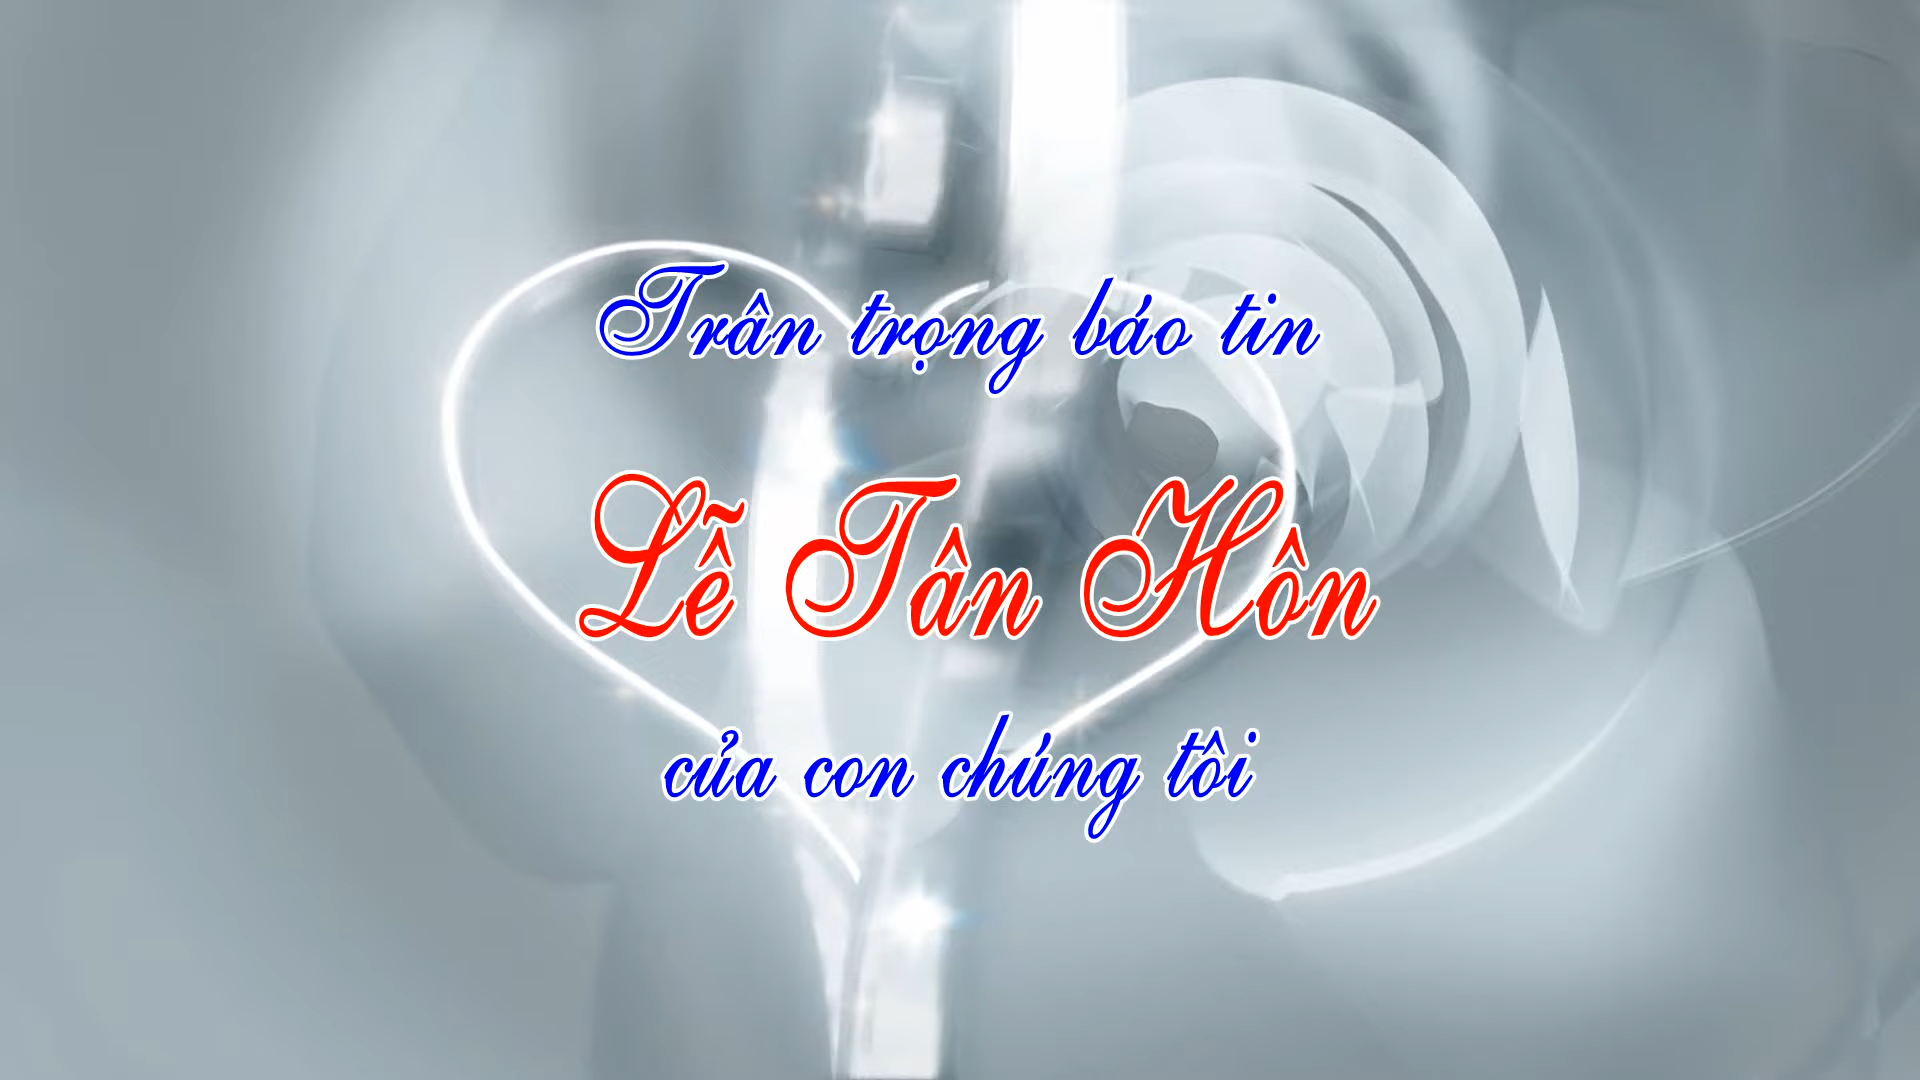 Trân trọng báo tin
Lễ Tân Hôn
của con chúng tôi